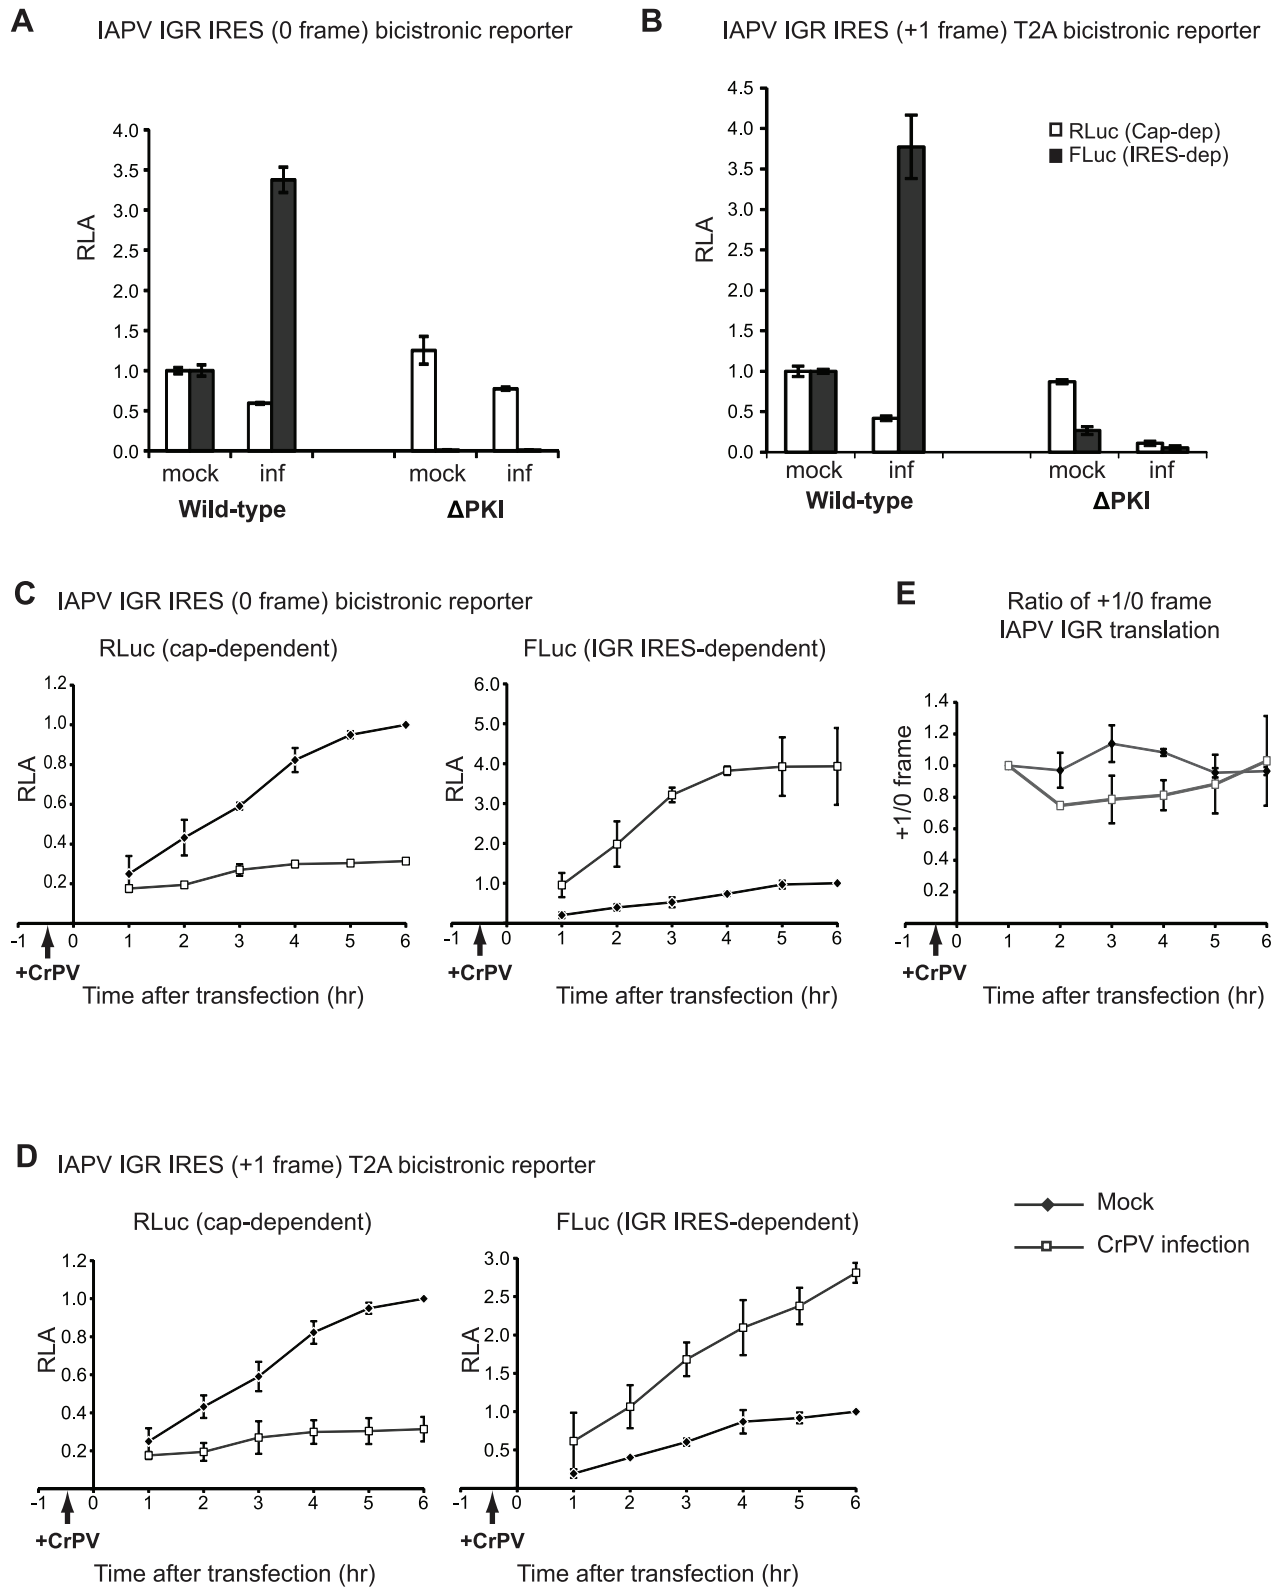 A IAPV IGR IRES (0 frame) bicistronic reporter
RLA
4.0
3.5
3.0
2.5
2.0
1.5
1.0
0.5
0.0
mock inf mock inf
Wild-type ΔPKI
B IAPV IGR IRES (+1 frame) T2A bicistronic reporter
RLA
4.5
4.0
3.5
3.0
2.5
2.0
1.5
1.0
0.5
0.0
RLuc (Cap-dep)
FLuc (IRES-dep)
mock inf mock inf
Wild-type ΔPKI
C IAPV IGR IRES (0 frame) bicistronic reporter
RLuc (cap-dependent)
RLA
1.2
1.0
0.8
0.6
0.4
0.2
-1 0 1 2 3 4 5 6
+CrPV
Time after transfection (hr)
FLuc (IGR IRES-dependent)
RLA
6.0
5.0
4.0
3.0
2.0
1.0
-1 0 1 2 3 4 5 6
+CrPV
Time after transfection (hr)
E Ratio of +1/0 frame
IAPV IGR translation
+1/0 frame
1.4
1.2
1.0
0.8
0.6
0.4
0.2
-1 0 1 2 3 4 5 6
+CrPV
Time after transfection (hr)
D IAPV IGR IRES (+1 frame) T2A bicistronic reporter
RLuc (cap-dependent)
RLA
1.2
1.0
0.8
0.6
0.4
0.2
-1 0 1 2 3 4 5 6
+CrPV
Time after transfection (hr)
FLuc (IGR IRES-dependent)
RLA
3.0
2.5
2.0
1.5
1.0
0.5
-1 0 1 2 3 4 5 6
+CrPV
Time after transfection (hr)
Mock
CrPV infection